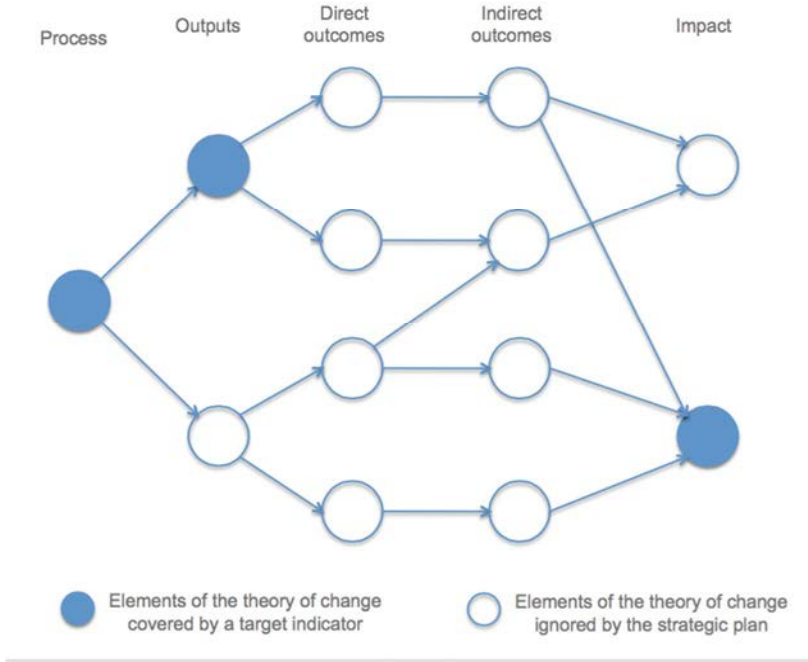 Process
Outputs
Direct
outcomes
Indirect
outcomes
Impact
Elements of the theory of change
covered by a target indicator
Elements of the theory of change
ignored by the strategic plan